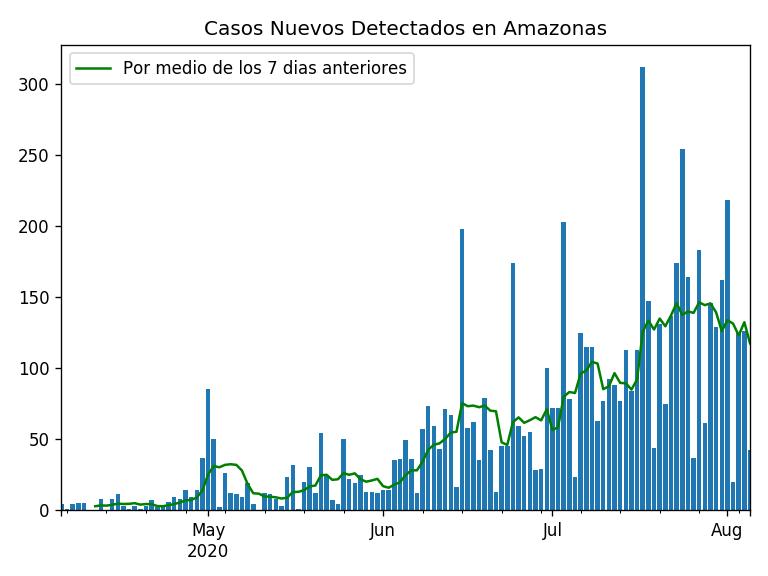 Casos Nuevos Detectados en Amazonas
Por medio de los 7 dias anteriores
300
250
200
150
100
50
0
May
2020
Jun
Jul
Aug